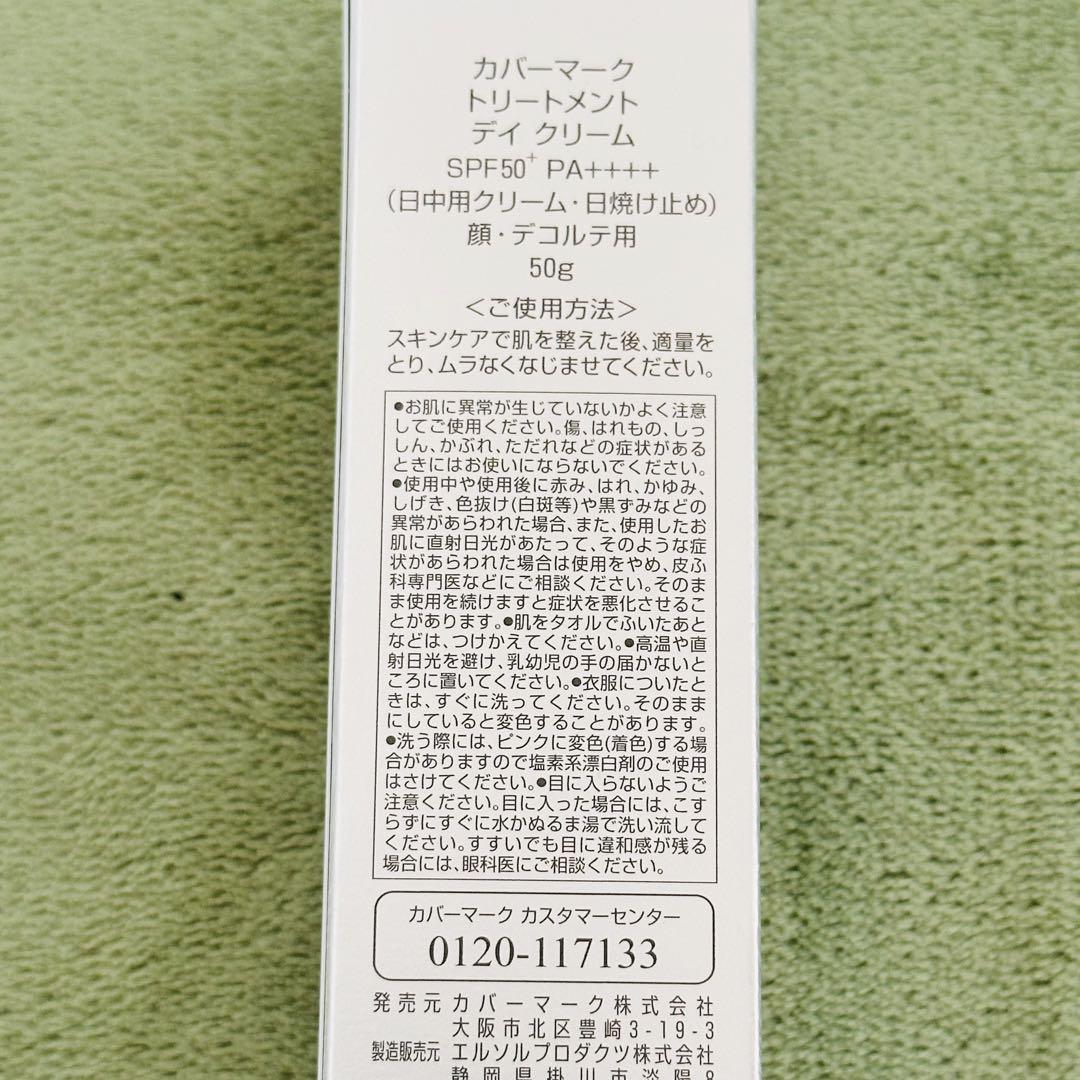 カバーマーク
トリートメント
デイ クリーム
SPF50+ PA++++
(日中用クリーム・日焼け止め)
顔・デコルテ用
50g
＜ご使用方法＞
スキンケアで肌を整えた後、適量を
とり、ムラなくなじませてください。
●お肌に異常が生じていないかよく注意
してご使用ください。傷、はれもの、しっ
しん、かぶれ、ただれなどの症状がある
ときにはお使いにならないでください。
●使用中や使用後に赤み、はれ、かゆみ、
しげき、色抜け(白斑等)や黒ずみなどの
異常があらわれた場合、また、使用したお
肌に直射日光があたって、そのような症
状があらわれた場合は使用をやめ、皮ふ
科専門医などにご相談ください。そのま
ま使用を続けますと症状を悪化させるこ
とがあります。●肌をタオルでふいたあと
などは、つけかえてください。●高温や直
射日光を避け、乳幼児の手の届かないと
ころに置いてください。●衣服についたと
きは、すぐに洗ってください。そのまま
にしていると変色することがあります。
●洗う際には、ピンクに変色(着色)する場
合がありますので塩素系漂白剤のご使用
はさけてください。●目に入らないようご
注意ください。目に入った場合には、こす
らずにすぐに水かぬるま湯で洗い流して
ください。すすいでも目に違和感が残る
場合には、眼科医にご相談ください。
カバーマーク カスタマーセンター
0120-117133
発売元 カバーマーク株式会社
大阪市北区豊崎3-19-3
製造販売元 エルソルプロダクツ株式会社
静岡県掛川市淡陽8